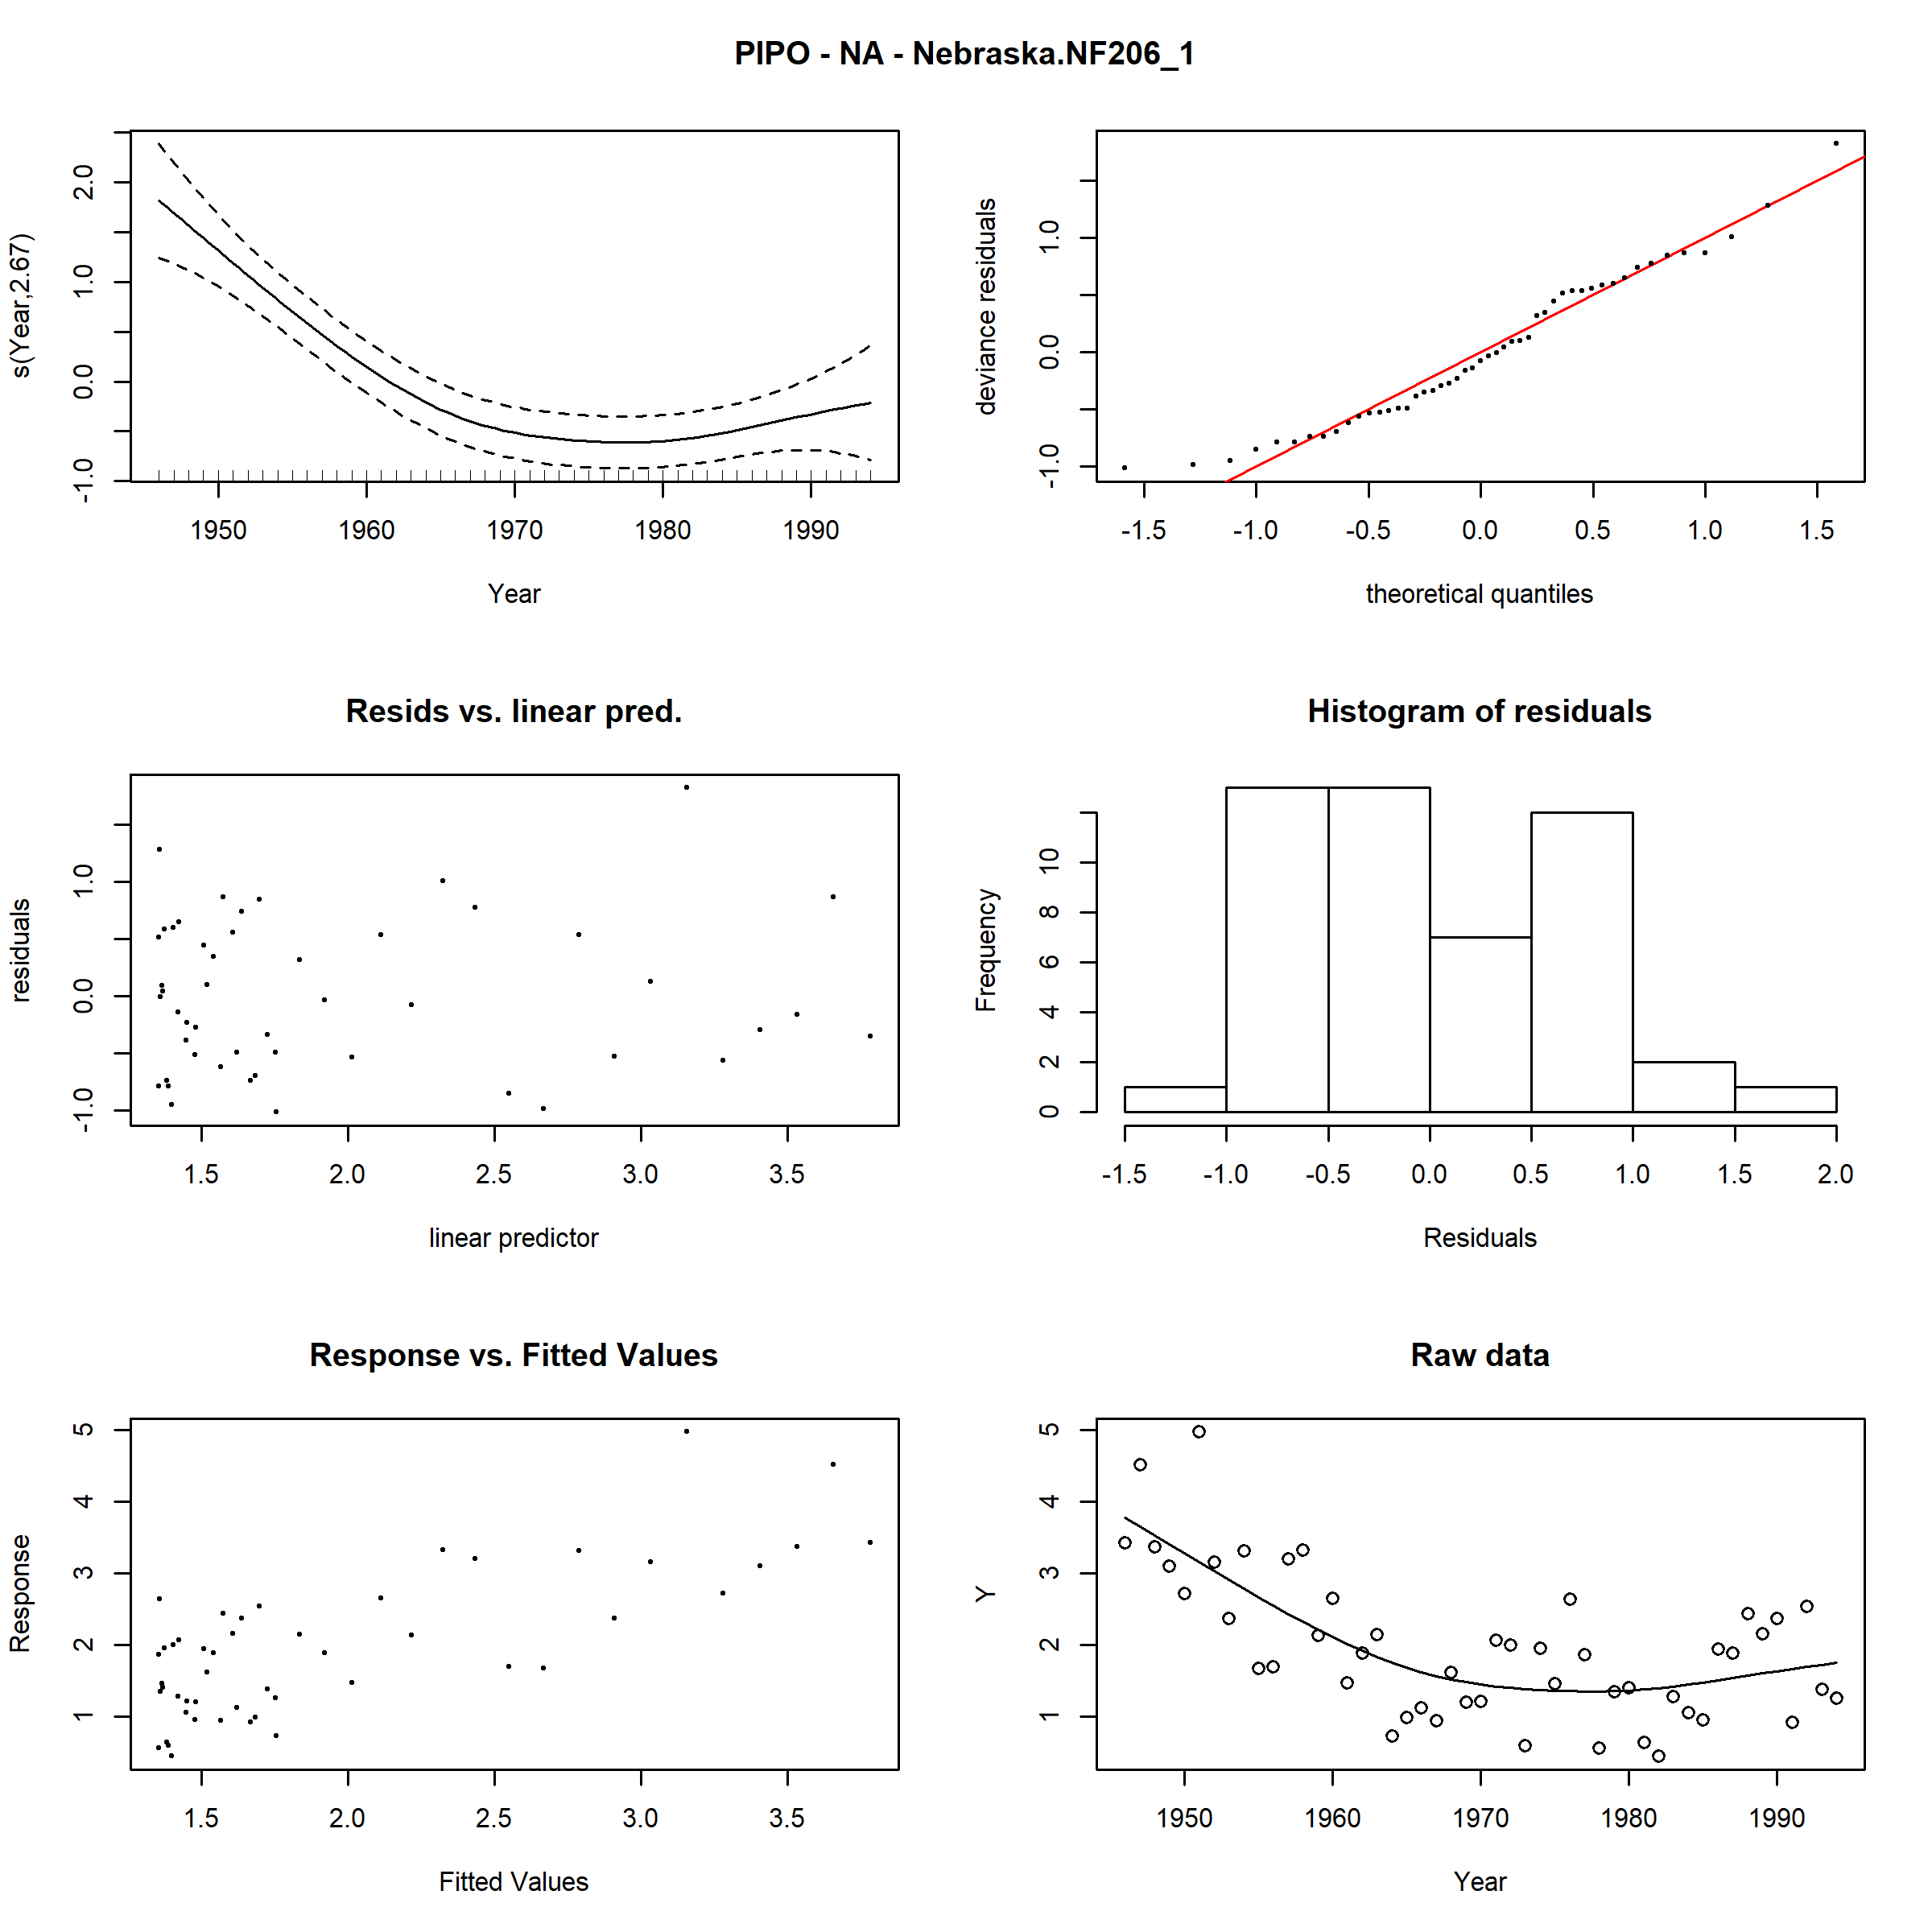 PIPO - NA - Nebraska.NF206_1
s(Year,2.67)
-1.0 0.0 1.0 2.0
1950 1960 1970 1980 1990
Year
deviance residuals
-1.0 0.0 1.0
-1.5 -1.0 -0.5 0.0 0.5 1.0 1.5
theoretical quantiles
Resids vs. linear pred.
residuals
-1.0 0.0 1.0
1.5 2.0 2.5 3.0 3.5
linear predictor
Histogram of residuals
Frequency
0 2 4 6 8 10
-1.5 -1.0 -0.5 0.0 0.5 1.0 1.5 2.0
Residuals
Response vs. Fitted Values
Response
1 2 3 4 5
1.5 2.0 2.5 3.0 3.5
Fitted Values
Raw data
Y
1 2 3 4 5
1950 1960 1970 1980 1990
Year